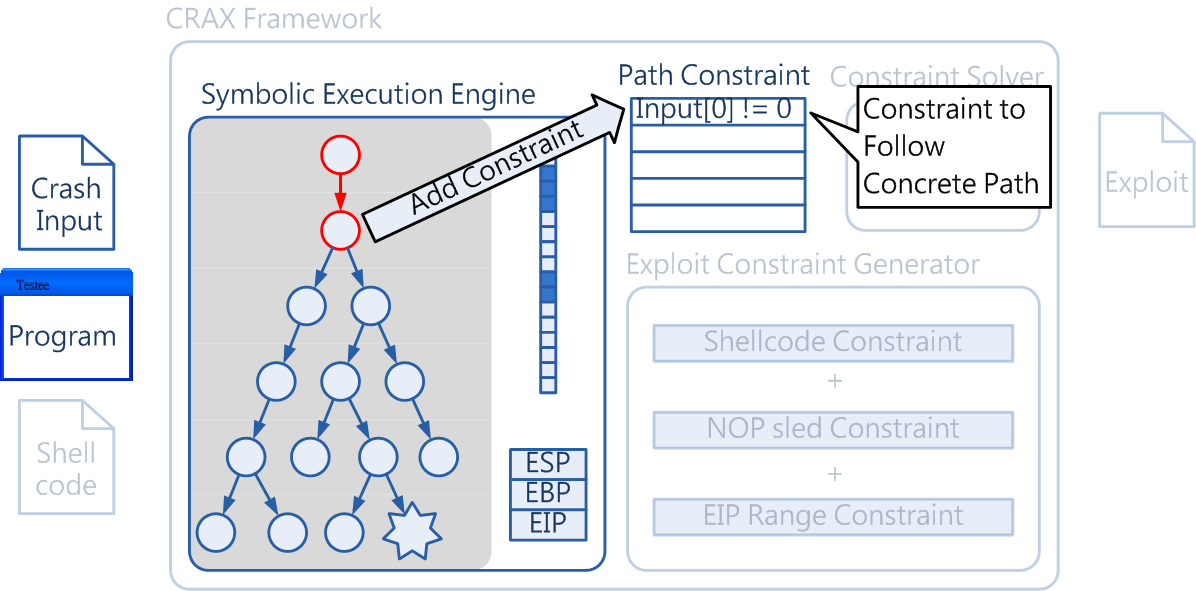 CRAX Framework
Symbolic Execution Engine
Path Constraint
Constraint Solver
Input[0] != 0
Constraint to
Follow
Concrete Path
Add Constraint
Crash
Input
Exploit
Testee
Program
Exploit Constraint Generator
Shellcode Constraint
+
NOP sled Constraint
+
EIP Range Constraint
Shell
code
ESP
EBP
EIP